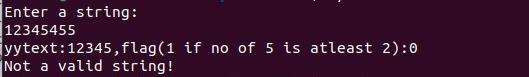 Enter a string:
12345455
yytext:12345,flag(1 if no of 5 is atleast 2):0
Not a valid string!